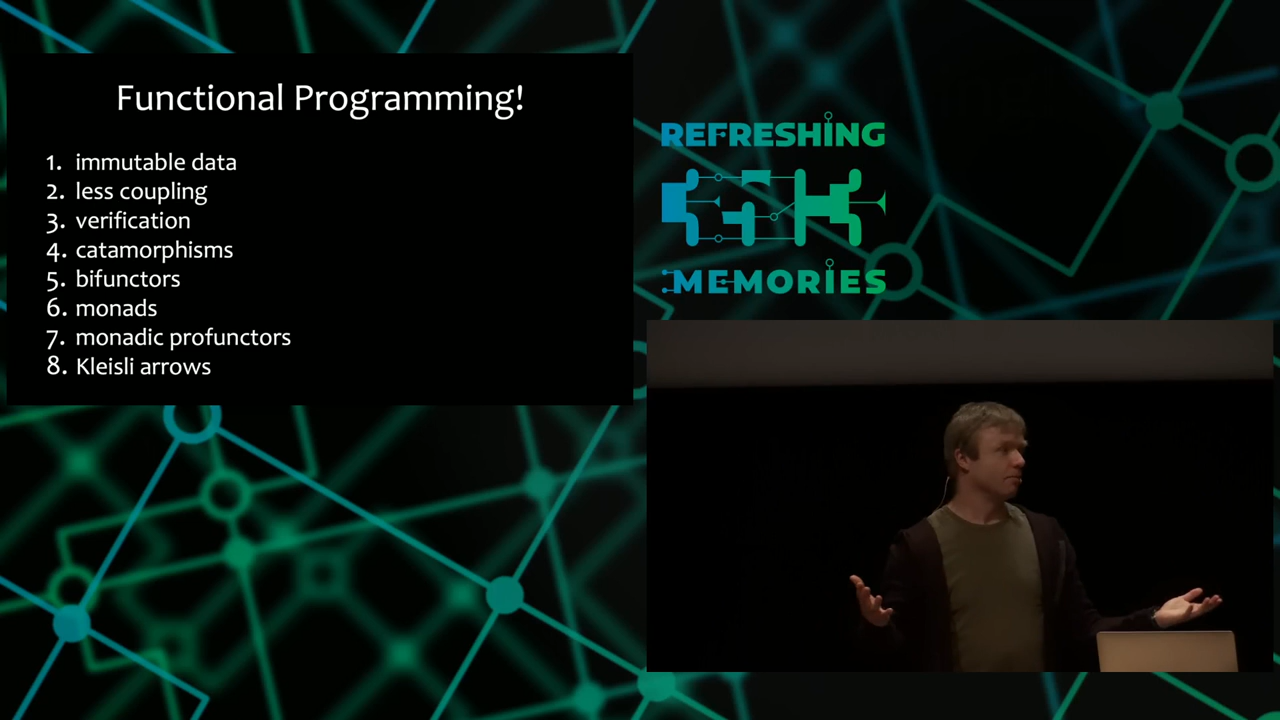 Functional Programming!
1. immutable data
2. less coupling
3. verification
4. catamorphisms
5. bifunctors
6. monads
7. monadic profunctors
8. Kleisli arrows
REFRESHING
MEMORIES